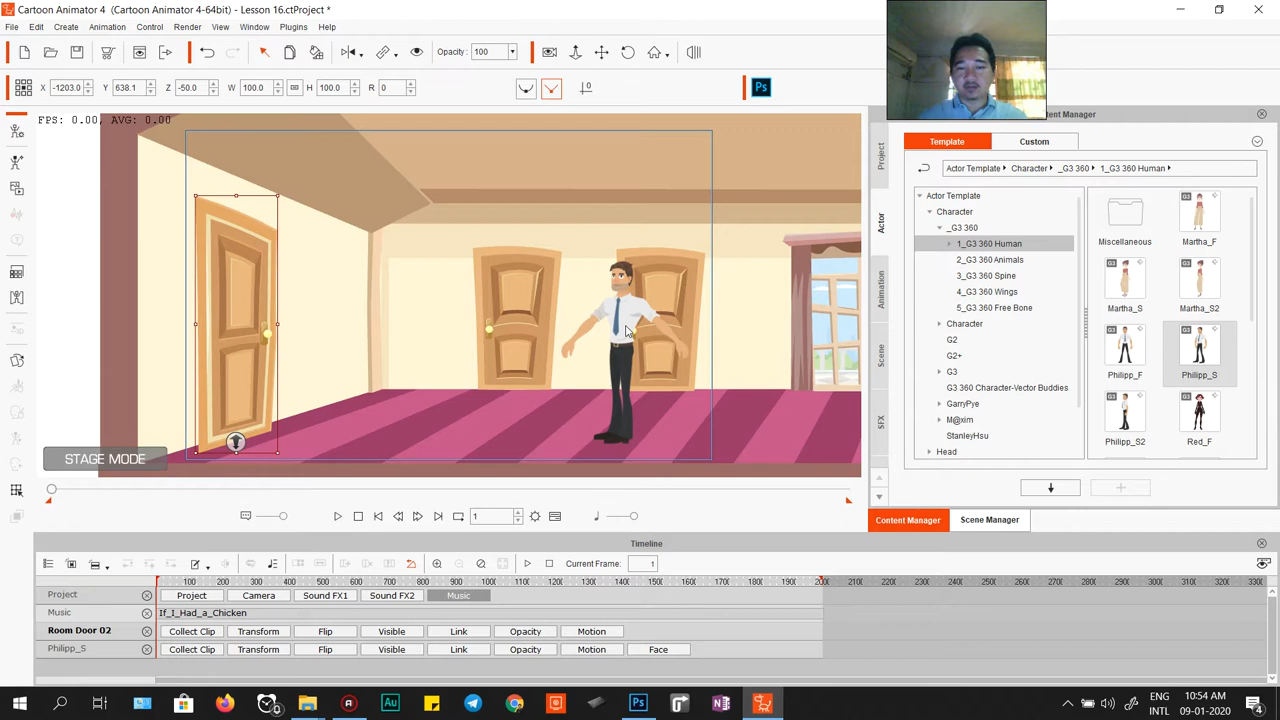 Cartoon Animator 4 (Cartoon Animator 4-64bit) - Lesson 16.ctProject *
File Edit Create Animation Control Render View Window Plugins Help
Opacity : 100
X -1203.0 Y 638.1 Z -50.0 W 100.0 H 100.0 R 0
Ps
FPS: 0.00, AVG: 0.00
ntent Manager
Template Custom
Actor Template Character _G3 360 1_G3 360 Human
Project
Actor
Animation
Scene
SFX
Actor Template
Character
_G3 360
1_G3 360 Human
2_G3 360 Animals
3_G3 360 Spine
4_G3 360 Wings
5_G3 360 Free Bone
Character
G2
G2+
G3
G3 360 Character-Vector Buddies
GarryPye
M@xim
StanleyHsu
Head
Miscellaneous Martha_F
Martha_S Martha_S2
Philipp_F Philipp_S
Philipp_S2 Red_F
STAGE MODE
1
Content Manager Scene Manager
Timeline
Current Frame: 1
Project Project Camera Sound FX1 Sound FX2 Music
Music If_I_Had_a_Chicken
Room Door 02 Collect Clip Transform Flip Visible Link Opacity Motion
Philipp_S Collect Clip Transform Flip Visible Link Opacity Motion Face
ENG
INTL
10:54 AM
09-01-2020